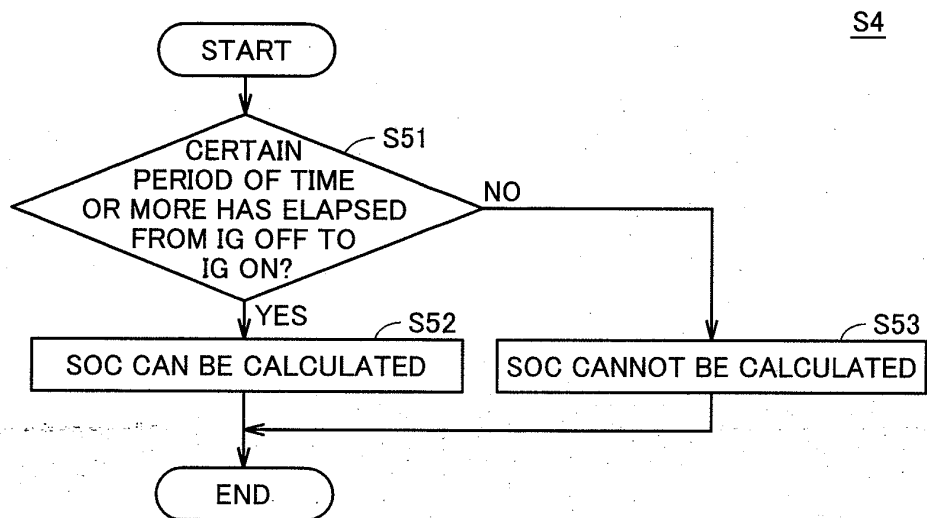 S4
START
S51
CERTAIN
PERIOD OF TIME
OR MORE HAS ELAPSED
FROM IG OFF TO
IG ON?
NO
YES
S52
SOC CAN BE CALCULATED
S53
SOC CANNOT BE CALCULATED
END